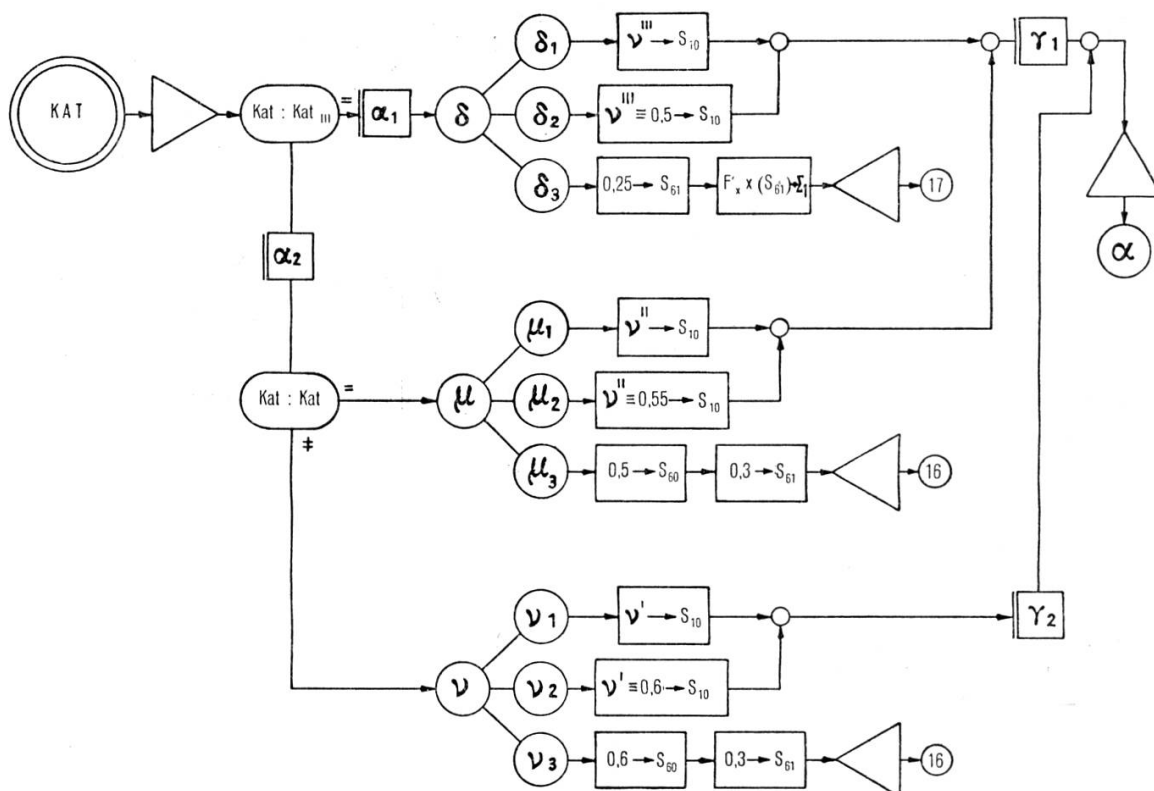 δ₁ ν''' → S₁₀ γ₁
KAT Kat : Kat ₗₗₗ = α₁ δ δ₂ ν''' ≡ 0,5 → S₁₀
δ₃ 0,25 → S₆₁ F'ₓ × (S₆₁) → Σ₁ 17
α₂ α
μ₁ ν'' → S₁₀
Kat : Kat = μ μ₂ ν'' ≡ 0,55 → S₁₀
≠
μ₃ 0,5 → S₆₀ 0,3 → S₆₁ 16
ν₁ ν' → S₁₀ γ₂
ν ν₂ ν' ≡ 0,6 → S₁₀
ν₃ 0,6 → S₆₀ 0,3 → S₆₁ 16